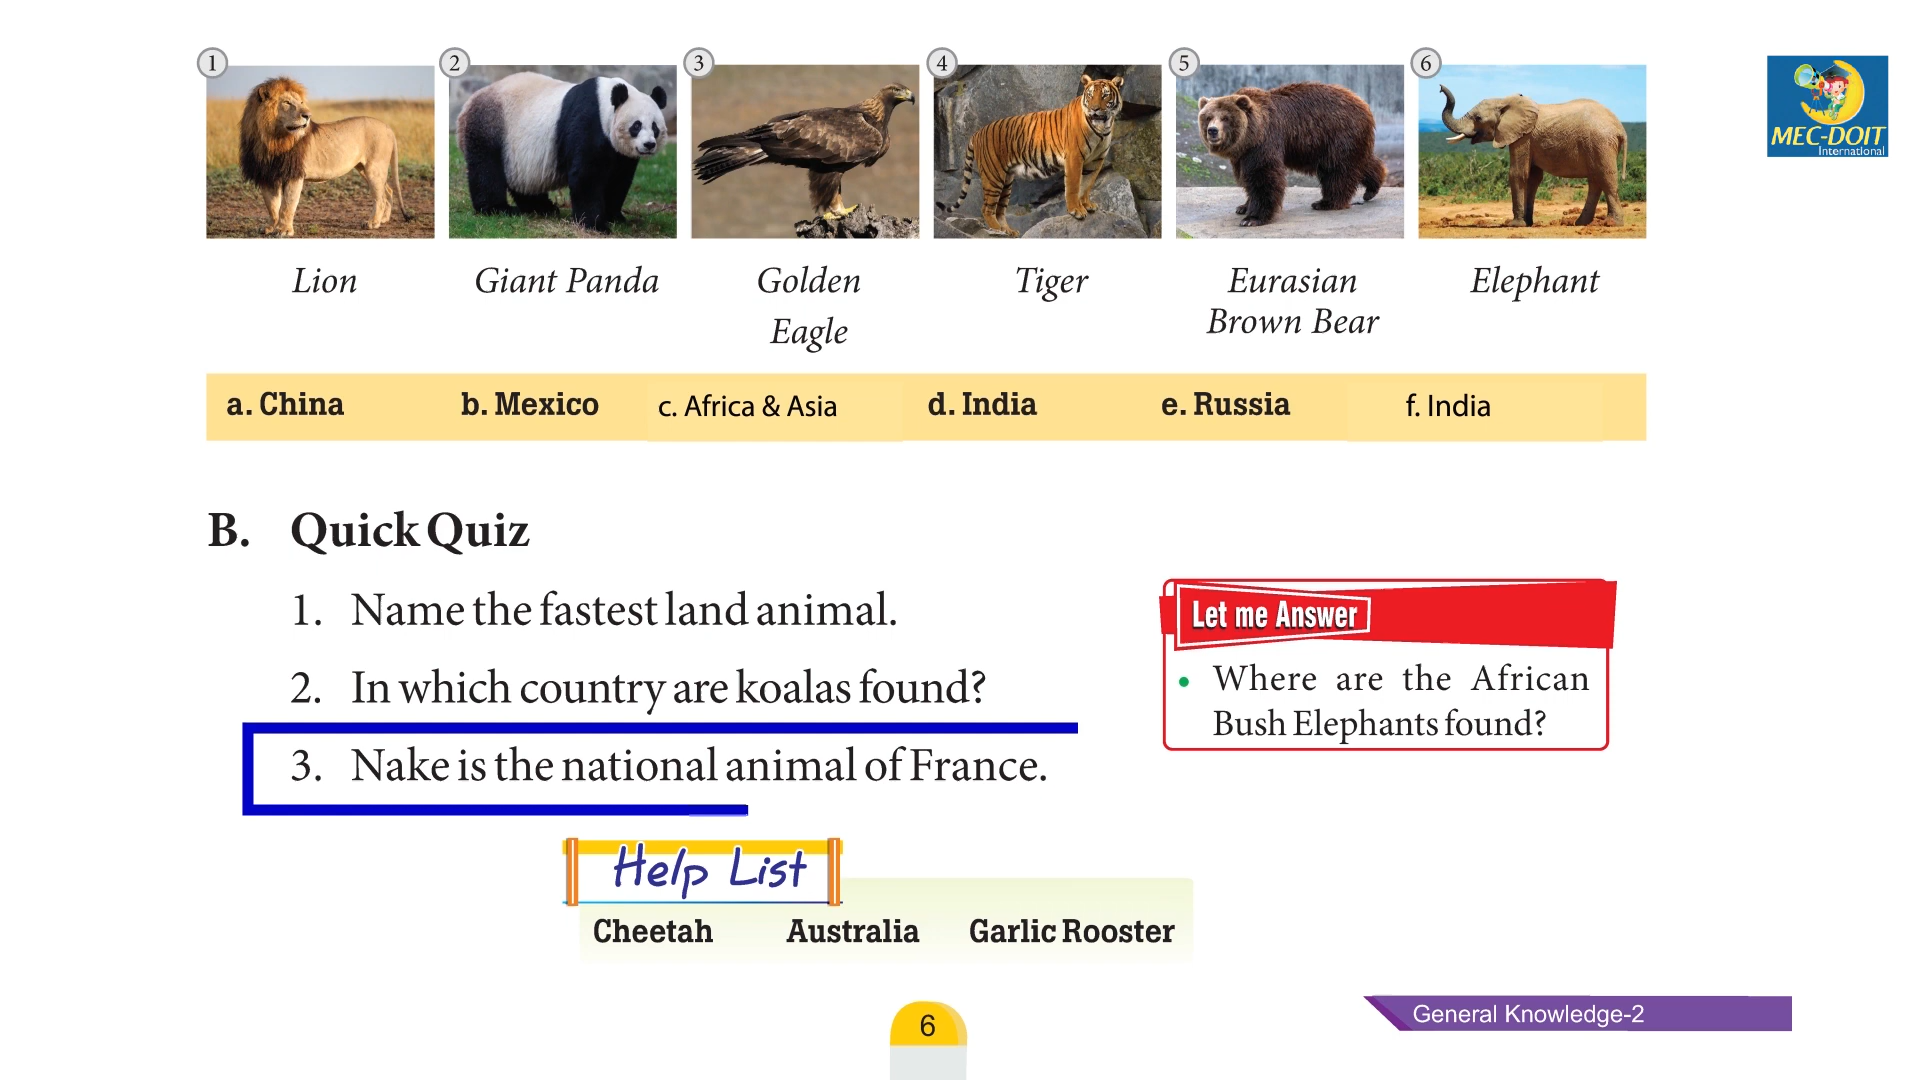 1 2 3 4 5 6
MEC-DOIT
International
Lion Giant Panda Golden Tiger Eurasian Elephant
Eagle Brown Bear
a. China b. Mexico c. Africa & Asia d. India e. Russia f. India
B. Quick Quiz
1. Name the fastest land animal.
2. In which country are koalas found?
3. Nake is the national animal of France.
Let me Answer
• Where are the African
Bush Elephants found?
Help List
Cheetah Australia Garlic Rooster
6
General Knowledge-2